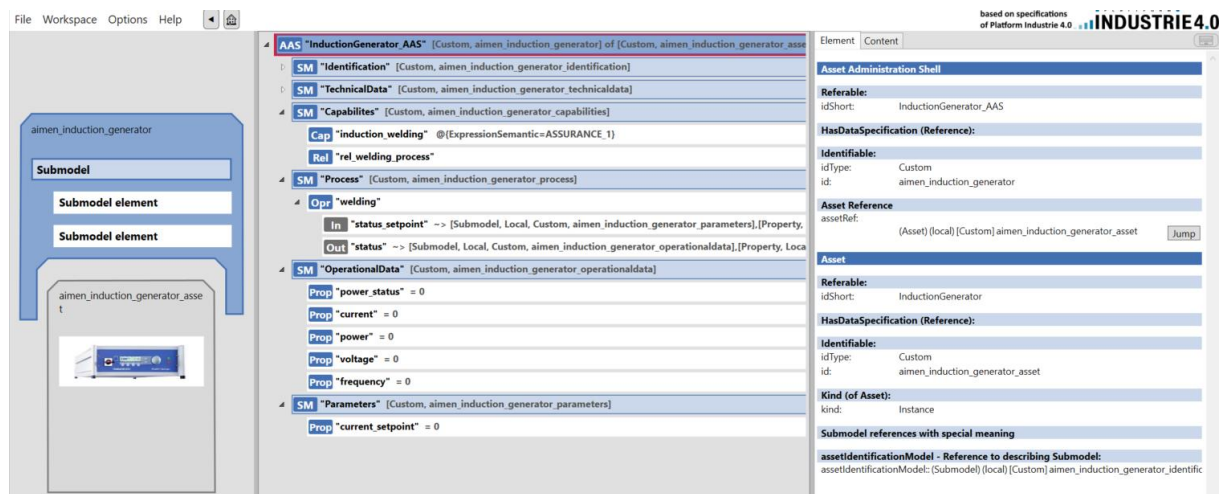 File Workspace Options Help
based on specifications
of Platform Industrie 4.0
INDUSTRIE4.0
aimen_induction_generator
Submodel
Submodel element
Submodel element
aimen_induction_generator_asse
t
AAS "InductionGenerator_AAS" [Custom, aimen_induction_generator] of [Custom, aimen_induction_generator_asse
SM "Identification" [Custom, aimen_induction_generator_identification]
SM "TechnicalData" [Custom, aimen_induction_generator_technicaldata]
SM "Capabilites" [Custom, aimen_induction_generator_capabilities]
Cap "induction_welding" @{ExpressionSemantic=ASSURANCE_1}
Rel "rel_welding_process"
SM "Process" [Custom, aimen_induction_generator_process]
Opr "welding"
In "status_setpoint" ~> [Submodel, Local, Custom, aimen_induction_generator_parameters],[Property,
Out "status" ~> [Submodel, Local, Custom, aimen_induction_generator_operationaldata],[Property, Loca
SM "OperationalData" [Custom, aimen_induction_generator_operationaldata]
Prop "power_status" = 0
Prop "current" = 0
Prop "power" = 0
Prop "voltage" = 0
Prop "frequency" = 0
SM "Parameters" [Custom, aimen_induction_generator_parameters]
Prop "current_setpoint" = 0
Element Content
Asset Administration Shell
Referable:
idShort: InductionGenerator_AAS
HasDataSpecification (Reference):
Identifiable:
idType: Custom
id: aimen_induction_generator
Asset Reference
assetRef:
(Asset) (local) [Custom] aimen_induction_generator_asset Jump
Asset
Referable:
idShort: InductionGenerator
HasDataSpecification (Reference):
Identifiable:
idType: Custom
id: aimen_induction_generator_asset
Kind (of Asset):
kind: Instance
Submodel references with special meaning
assetIdentificationModel - Reference to describing Submodel:
assetIdentificationModel:: (Submodel) (local) [Custom] aimen_induction_generator_identific